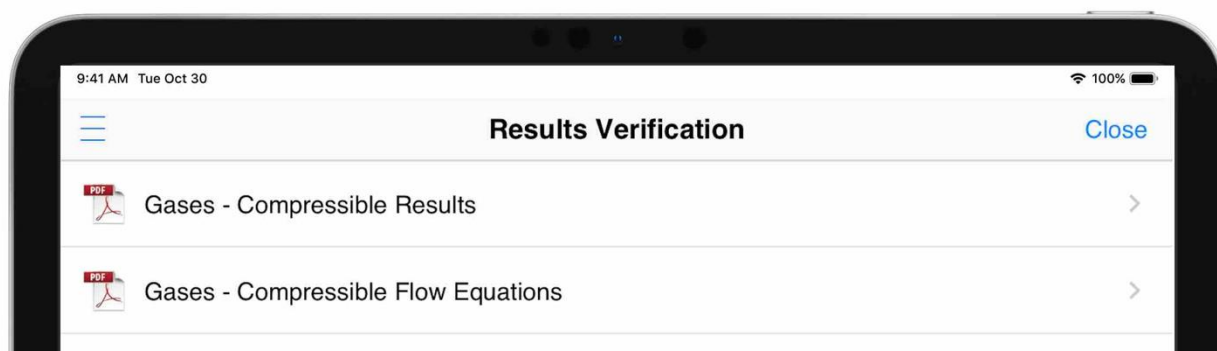 9:41 AM Tue Oct 30 100%
Results Verification Close
PDF Gases - Compressible Results
PDF Gases - Compressible Flow Equations